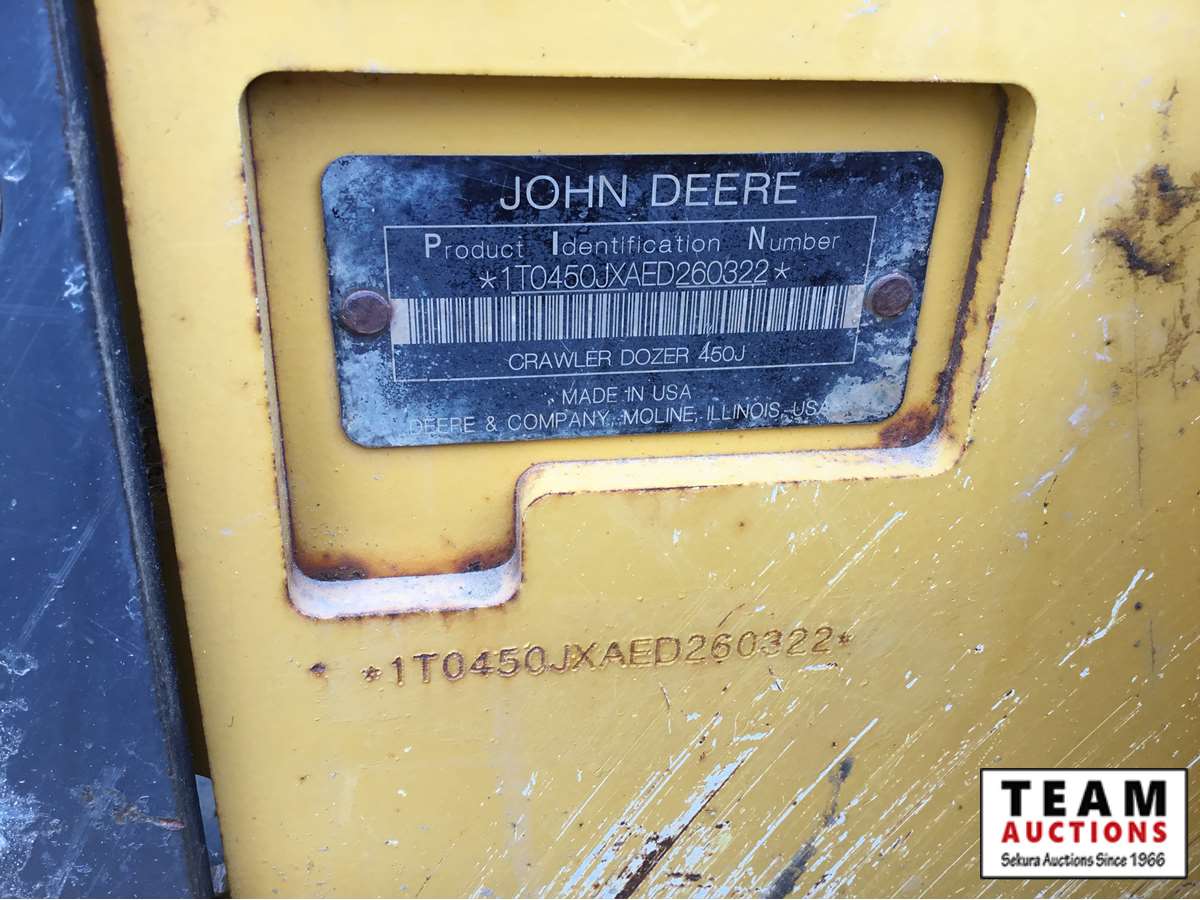 JOHN DEERE
Product Identification Number
*1T0450JXAED260322*
CRAWLER DOZER 450J
MADE IN USA
DEERE & COMPANY, MOLINE, ILLINOIS, USA
*1T0450JXAED260322*
TEAM
AUCTIONS
Sekura Auctions Since 1966